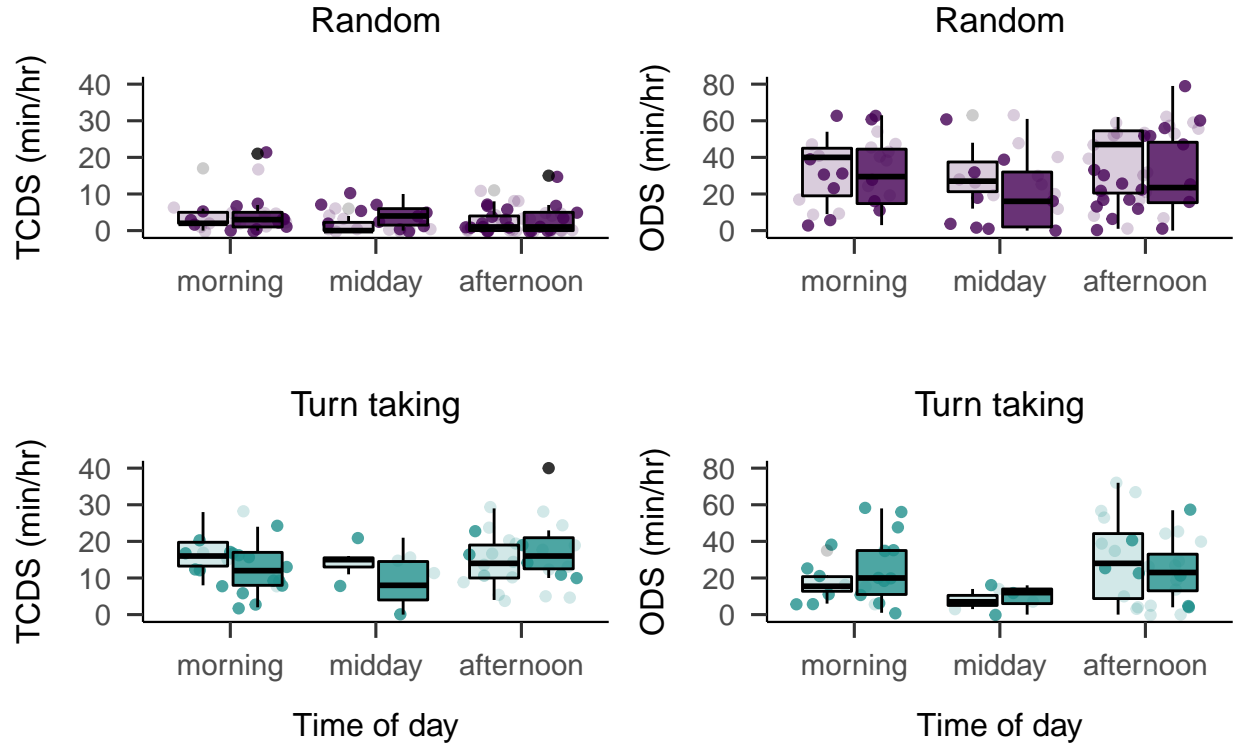 Random
TCDS (min/hr)
40
30
20
10
0
morning midday afternoon
Random
ODS (min/hr)
80
60
40
20
0
morning midday afternoon
Turn taking
TCDS (min/hr)
40
30
20
10
0
morning midday afternoon
Time of day
Turn taking
ODS (min/hr)
80
60
40
20
0
morning midday afternoon
Time of day